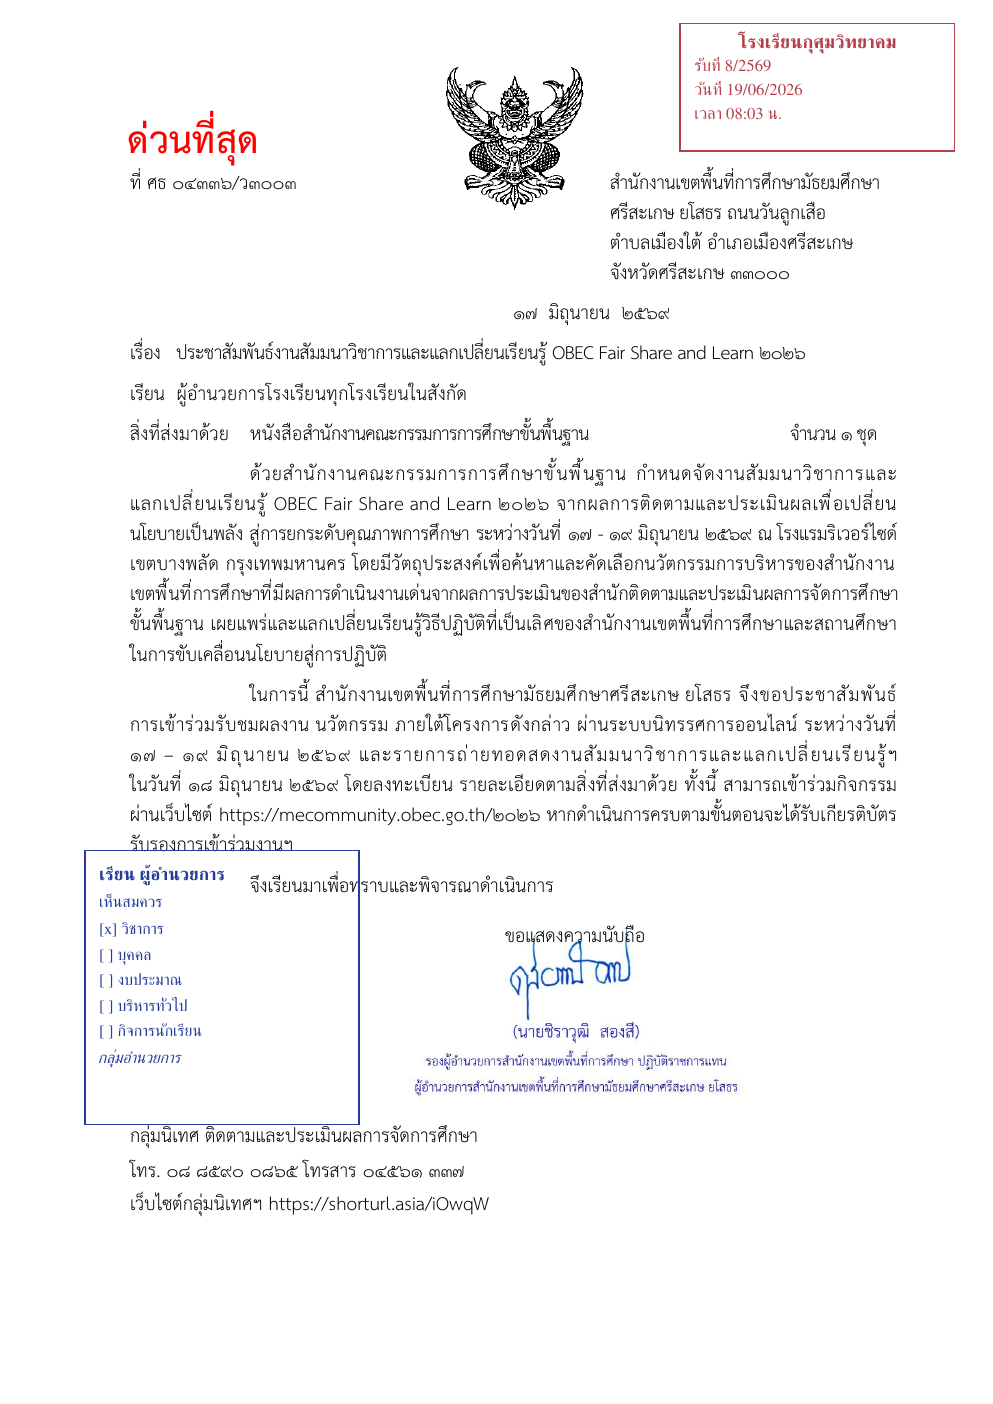 โรงเรียนกุศุมวิทยาคม
รับที่ 8/2569
วันที่ 19/06/2026
เวลา 08:03 น.
ด่วนที่สุด
ที่ ศธ ๐๔๓๓๖/ว๓๐๐๓
สำนักงานเขตพื้นที่การศึกษามัธยมศึกษา
ศรีสะเกษ ยโสธร ถนนวันลูกเสือ
ตำบลเมืองใต้ อำเภอเมืองศรีสะเกษ
จังหวัดศรีสะเกษ ๓๓๐๐๐
๑๗ มิถุนายน ๒๕๖๙
เรื่อง ประชาสัมพันธ์งานสัมมนาวิชาการและแลกเปลี่ยนเรียนรู้ OBEC Fair Share and Learn ๒๐๒๖
เรียน ผู้อำนวยการโรงเรียนทุกโรงเรียนในสังกัด
สิ่งที่ส่งมาด้วย หนังสือสำนักงานคณะกรรมการการศึกษาขั้นพื้นฐาน จำนวน ๑ ชุด
ด้วยสำนักงานคณะกรรมการการศึกษาขั้นพื้นฐาน กำหนดจัดงานสัมมนาวิชาการและ
แลกเปลี่ยนเรียนรู้ OBEC Fair Share and Learn ๒๐๒๖ จากผลการติดตามและประเมินผลเพื่อเปลี่ยน
นโยบายเป็นพลัง สู่การยกระดับคุณภาพการศึกษา ระหว่างวันที่ ๑๗ - ๑๙ มิถุนายน ๒๕๖๙ ณ โรงแรมริเวอร์ไซด์
เขตบางพลัด กรุงเทพมหานคร โดยมีวัตถุประสงค์เพื่อค้นหาและคัดเลือกนวัตกรรมการบริหารของสำนักงาน
เขตพื้นที่การศึกษาที่มีผลการดำเนินงานเด่นจากผลการประเมินของสำนักติดตามและประเมินผลการจัดการศึกษา
ขั้นพื้นฐาน เผยแพร่และแลกเปลี่ยนเรียนรู้วิธีปฏิบัติที่เป็นเลิศของสำนักงานเขตพื้นที่การศึกษาและสถานศึกษา
ในการขับเคลื่อนนโยบายสู่การปฏิบัติ
ในการนี้ สำนักงานเขตพื้นที่การศึกษามัธยมศึกษาศรีสะเกษ ยโสธร จึงขอประชาสัมพันธ์
การเข้าร่วมรับชมผลงาน นวัตกรรม ภายใต้โครงการดังกล่าว ผ่านระบบนิทรรศการออนไลน์ ระหว่างวันที่
๑๗ – ๑๙ มิถุนายน ๒๕๖๙ และรายการถ่ายทอดสดงานสัมมนาวิชาการและแลกเปลี่ยนเรียนรู้ฯ
ในวันที่ ๑๘ มิถุนายน ๒๕๖๙ โดยลงทะเบียน รายละเอียดตามสิ่งที่ส่งมาด้วย ทั้งนี้ สามารถเข้าร่วมกิจกรรม
ผ่านเว็บไซต์ https://mecommunity.obec.go.th/๒๐๒๖ หากดำเนินการครบตามขั้นตอนจะได้รับเกียรติบัตร
รับรองการเข้าร่วมงานฯ
จึงเรียนมาเพื่อทราบและพิจารณาดำเนินการ
เรียน ผู้อำนวยการ
เห็นสมควร
[x] วิชาการ
[ ] บุคคล
[ ] งบประมาณ
[ ] บริหารทั่วไป
[ ] กิจการนักเรียน
กลุ่มอำนวยการ
ขอแสดงความนับถือ
(นายชิราวุฒิ สองสี)
รองผู้อำนวยการสำนักงานเขตพื้นที่การศึกษา ปฏิบัติราชการแทน
ผู้อำนวยการสำนักงานเขตพื้นที่การศึกษามัธยมศึกษาศรีสะเกษ ยโสธร
กลุ่มนิเทศ ติดตามและประเมินผลการจัดการศึกษา
โทร. ๐๘ ๘๕๙๐ ๐๘๖๕ โทรสาร ๐๔๕๖๑ ๓๓๗
เว็บไซต์กลุ่มนิเทศฯ https://shorturl.asia/iOwqW